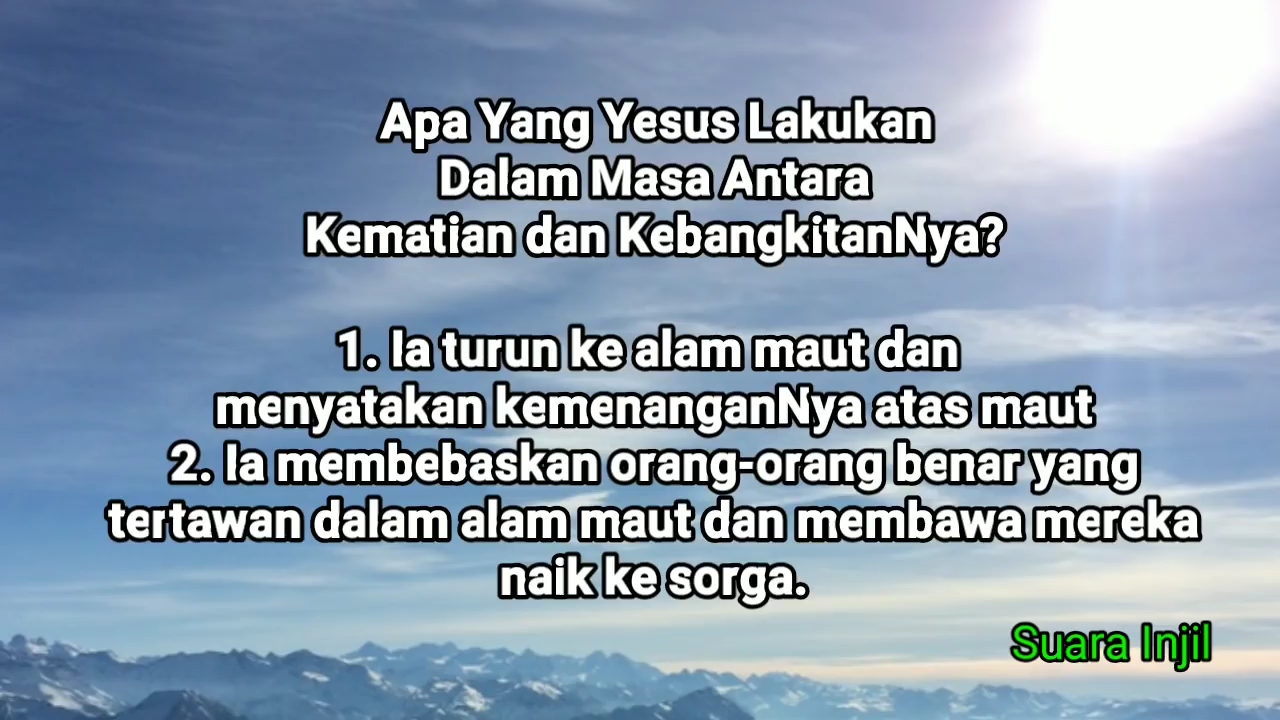 Apa Yang Yesus Lakukan
Dalam Masa Antara
Kematian dan KebangkitanNya?
1. Ia turun ke alam maut dan
menyatakan kemenanganNya atas maut
2. Ia membebaskan orang-orang benar yang
tertawan dalam alam maut dan membawa mereka
naik ke sorga.
Suara Injil